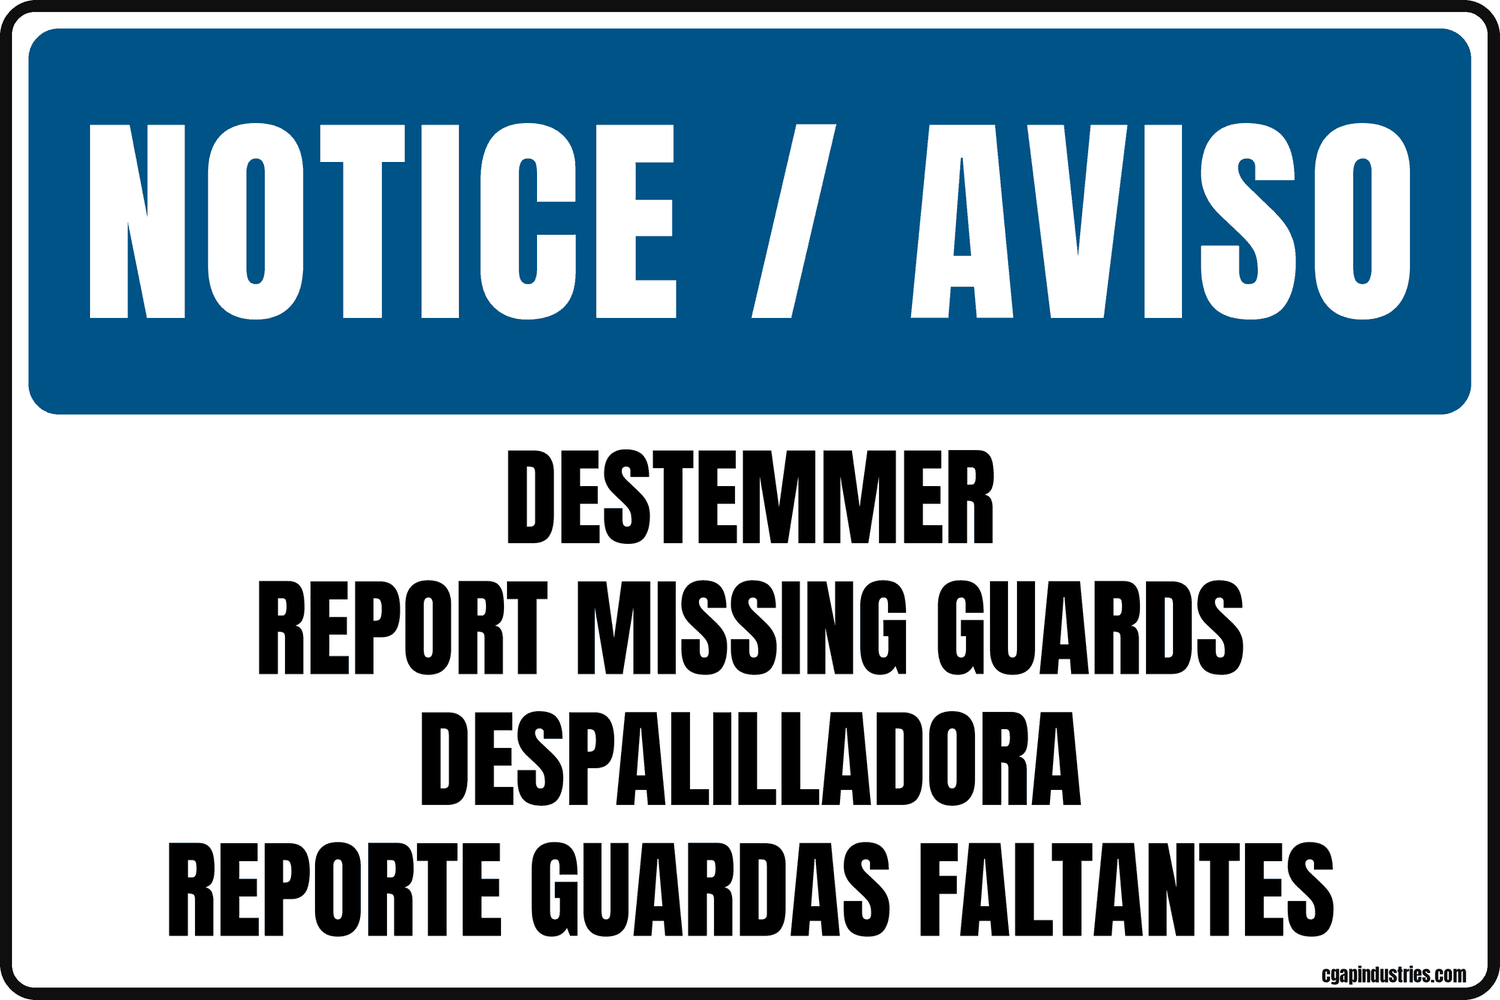 NOTICE / AVISO
DESTEMMER
REPORT MISSING GUARDS
DESPALILLADORA
REPORTE GUARDAS FALTANTES
cgapindustries.com